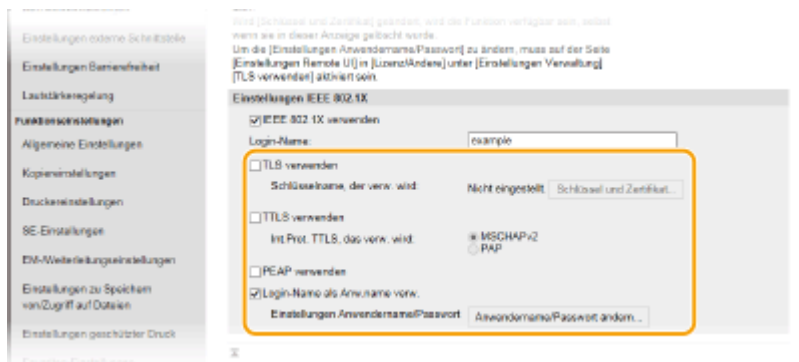 Einstellungen externe Schnittstelle
Einstellungen Barrierefreiheit
Lautstärkeregelung
Funktionseinstellungen
Allgemeine Einstellungen
Kopiereinstellungen
Druckereinstellungen
SE-Einstellungen
EM-/Weiterleitungseinstellungen
Einstellungen zu Speichern
von/Zugriff auf Dateien
Einstellungen geschützter Druck
Wird [Schlüssel und Zertifikat] geändert, wird die Funktion verfügbar sein, selbst
wenn sie in dieser Anzeige gelöscht wurde.
Um die [Einstellungen Anwendername/Passwort] zu ändern, muss auf der Seite
[Einstellungen Remote UI] in [Lizenz/Andere] unter [Einstellungen Verwaltung]
[TLS verwenden] aktiviert sein.
Einstellungen IEEE 802.1X
IEEE 802.1X verwenden
Login-Name: example
TLS verwenden
Schlüsselname, der verw. wird: Nicht eingestellt Schlüssel und Zertifikat...
TTLS verwenden
Int.Prot. TTLS, das verw. wird: MSCHAPv2
PAP
PEAP verwenden
Login-Name als Anw.name verw.
Einstellungen Anwendername/Passwort Anwendername/Passwort ändern...